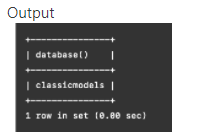 Output
+---------------+
| database()    |
+---------------+
| classicmodels |
+---------------+
1 row in set (0.00 sec)